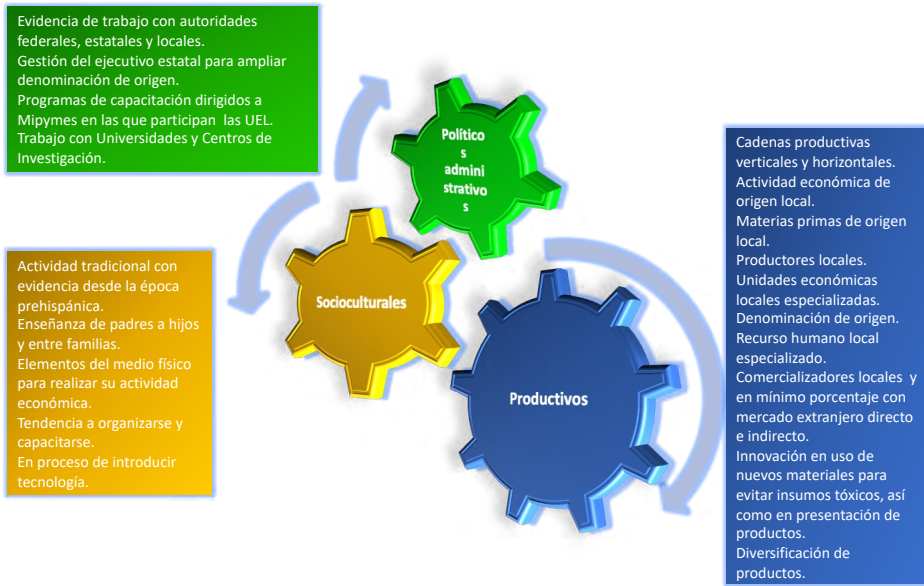 Evidencia de trabajo con autoridades
federales, estatales y locales.
Gestión del ejecutivo estatal para ampliar
denominación de origen.
Programas de capacitación dirigidos a
Mipymes en las que participan  las UEL.
Trabajo con Universidades y Centros de
Investigación.
Político
s
admini
strativo
s
Socioculturales
Productivos
Actividad tradicional con
evidencia desde la época
prehispánica.
Enseñanza de padres a hijos
y entre familias.
Elementos del medio físico
para realizar su actividad
económica.
Tendencia a organizarse y
capacitarse.
En proceso de introducir
tecnología.
Cadenas productivas
verticales y horizontales.
Actividad económica de
origen local.
Materias primas de origen
local.
Productores locales.
Unidades económicas
locales especializadas.
Denominación de origen.
Recurso humano local
especializado.
Comercializadores locales  y
en mínimo porcentaje con
mercado extranjero directo
e indirecto.
Innovación en uso de
nuevos materiales para
evitar insumos tóxicos, así
como en presentación de
productos.
Diversificación de
productos.